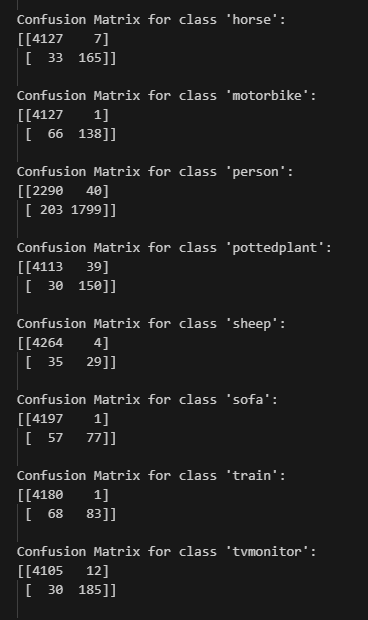 Confusion Matrix for class 'horse':
[[4127    7]
 [  33  165]]
Confusion Matrix for class 'motorbike':
[[4127    1]
 [  66  138]]
Confusion Matrix for class 'person':
[[2290   40]
 [ 203 1799]]
Confusion Matrix for class 'pottedplant':
[[4113   39]
 [  30  150]]
Confusion Matrix for class 'sheep':
[[4264    4]
 [  35   29]]
Confusion Matrix for class 'sofa':
[[4197    1]
 [  57   77]]
Confusion Matrix for class 'train':
[[4180    1]
 [  68   83]]
Confusion Matrix for class 'tvmonitor':
[[4105   12]
 [  30  185]]